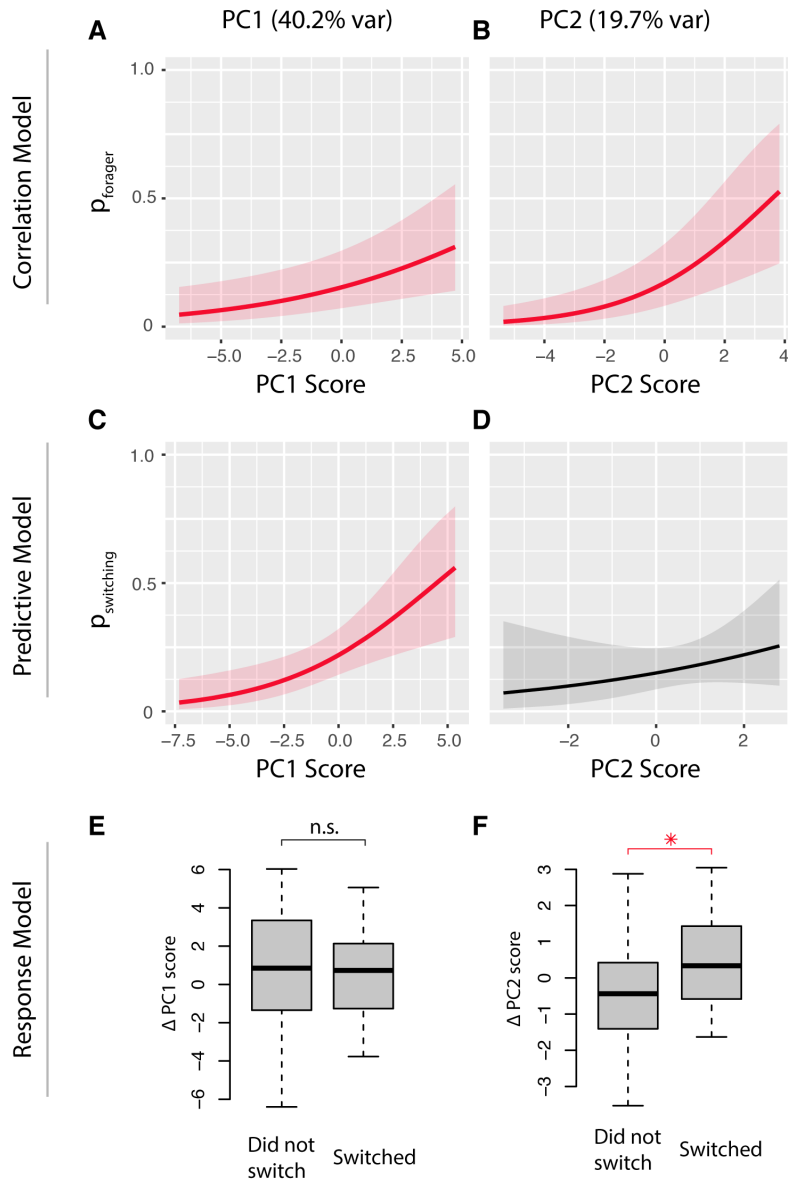 A
PC1 (40.2% var)
B
PC2 (19.7% var)
Correlation Model
p forager
1.0
0.5
0
−5.0 −2.5 0.0 2.5 5.0
PC1 Score
−4 −2 0 2 4
PC2 Score
C
D
Predictive Model
p switching
1.0
0.5
0
−7.5 −5.0 −2.5 0.0 2.5 5.0
PC1 Score
−2 0 2
PC2 Score
E
F
Response Model
n.s.
Δ PC1 score
6
4
2
0
−2
−4
−6
Did not
switch
Switched
*
Δ PC2 score
3
2
1
0
−1
−2
−3
Did not
switch
Switched